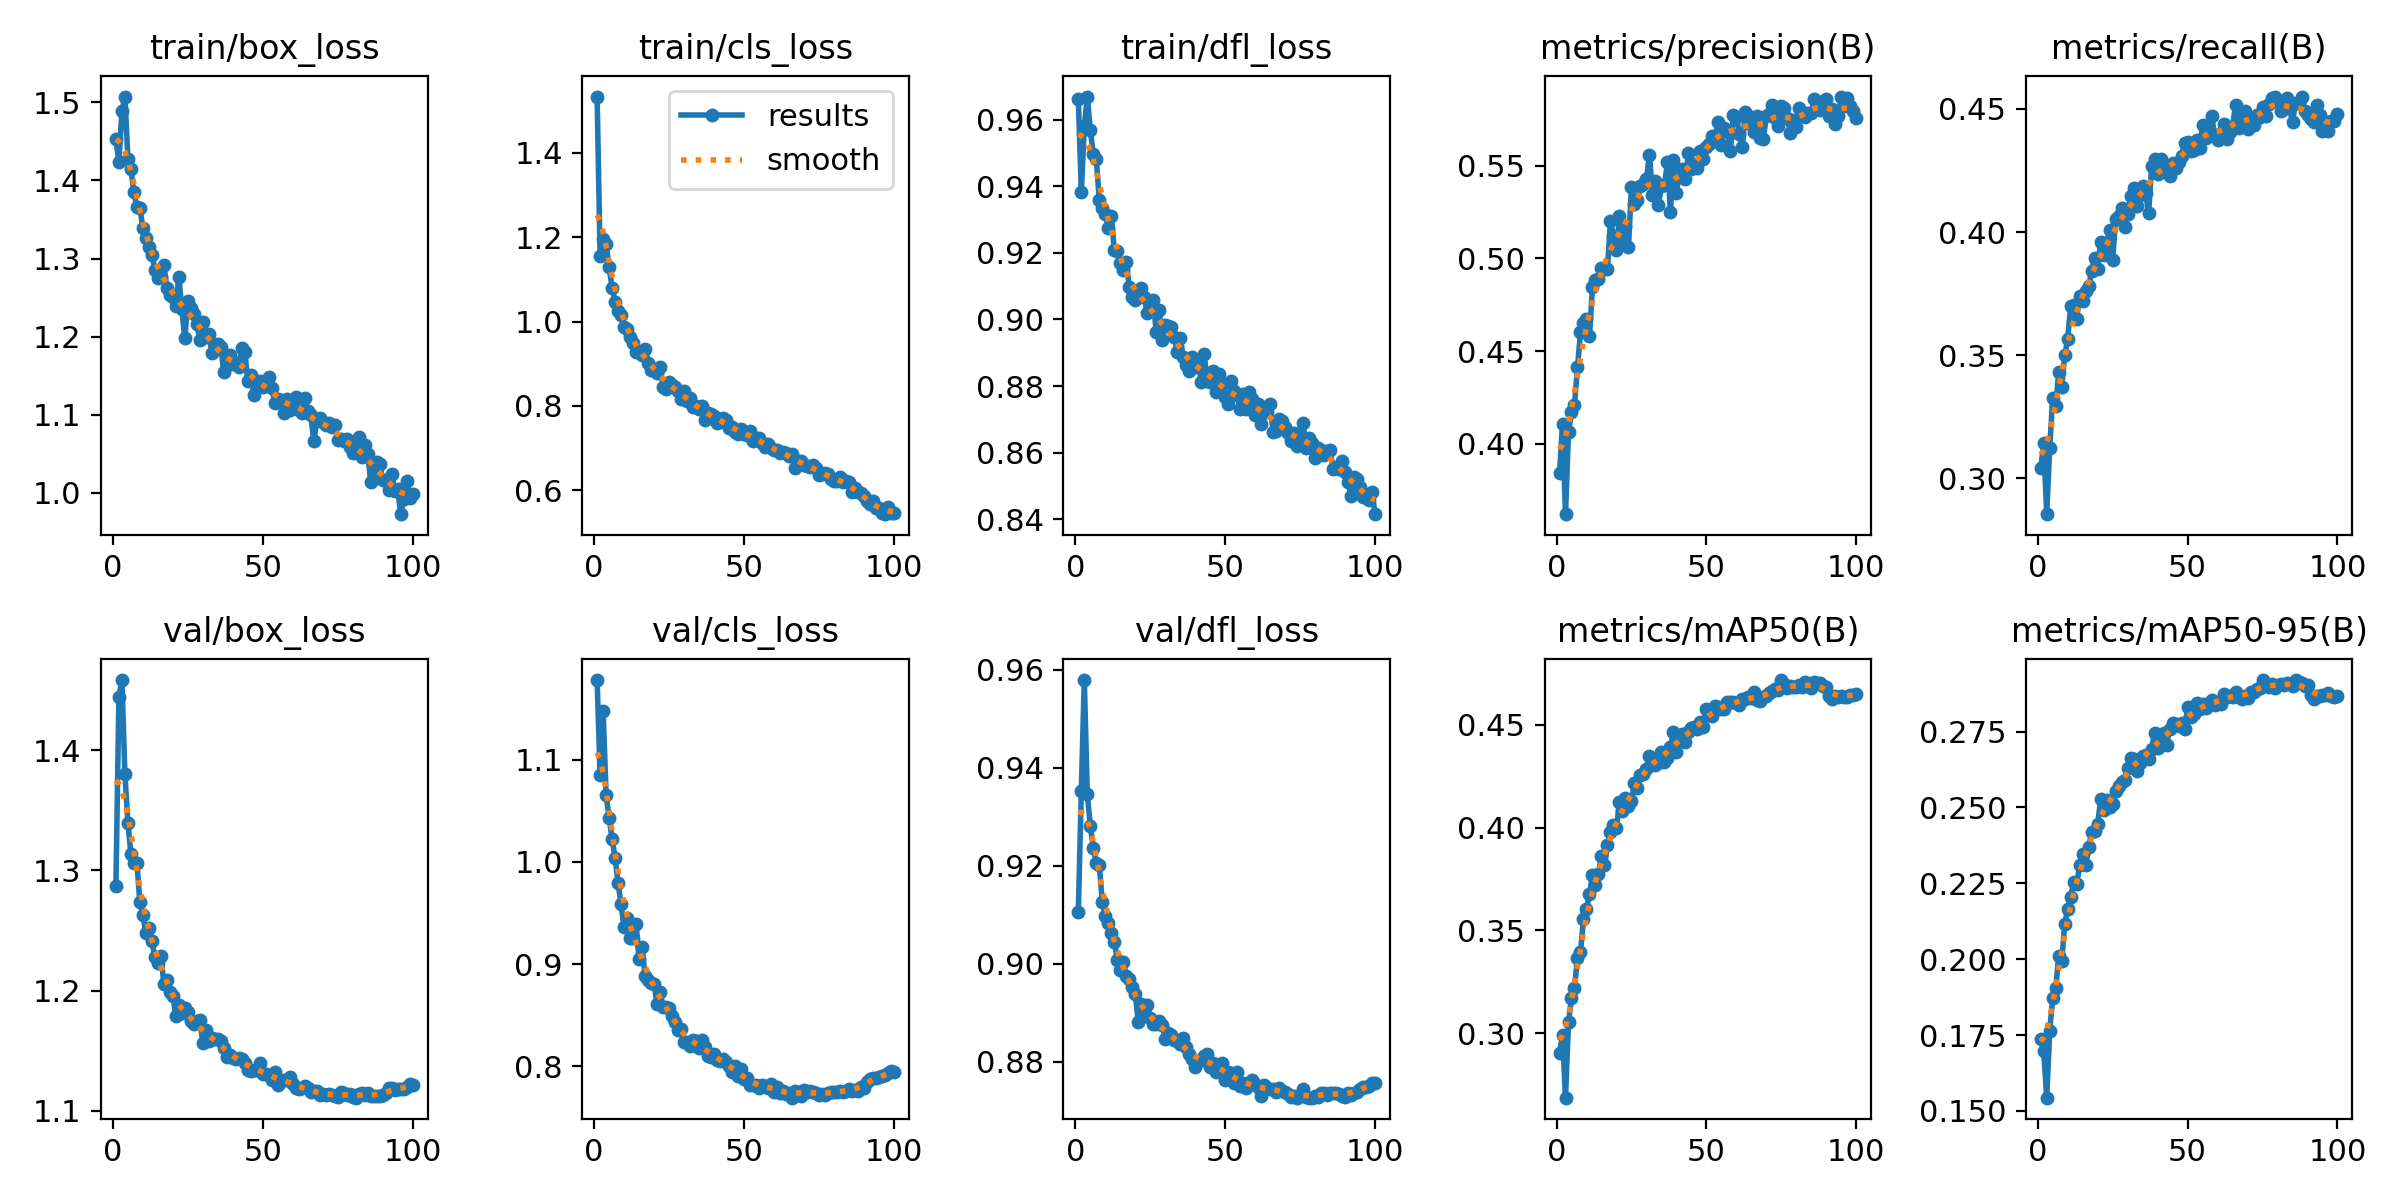 train/box_loss
1.5
1.4
1.3
1.2
1.1
1.0
0 50 100
train/cls_loss
results
smooth
1.4
1.2
1.0
0.8
0.6
0 50 100
train/dfl_loss
0.96
0.94
0.92
0.90
0.88
0.86
0.84
0 50 100
metrics/precision(B)
0.55
0.50
0.45
0.40
0 50 100
metrics/recall(B)
0.45
0.40
0.35
0.30
0 50 100
val/box_loss
1.4
1.3
1.2
1.1
0 50 100
val/cls_loss
1.1
1.0
0.9
0.8
0 50 100
val/dfl_loss
0.96
0.94
0.92
0.90
0.88
0 50 100
metrics/mAP50(B)
0.45
0.40
0.35
0.30
0 50 100
metrics/mAP50-95(B)
0.275
0.250
0.225
0.200
0.175
0.150
0 50 100